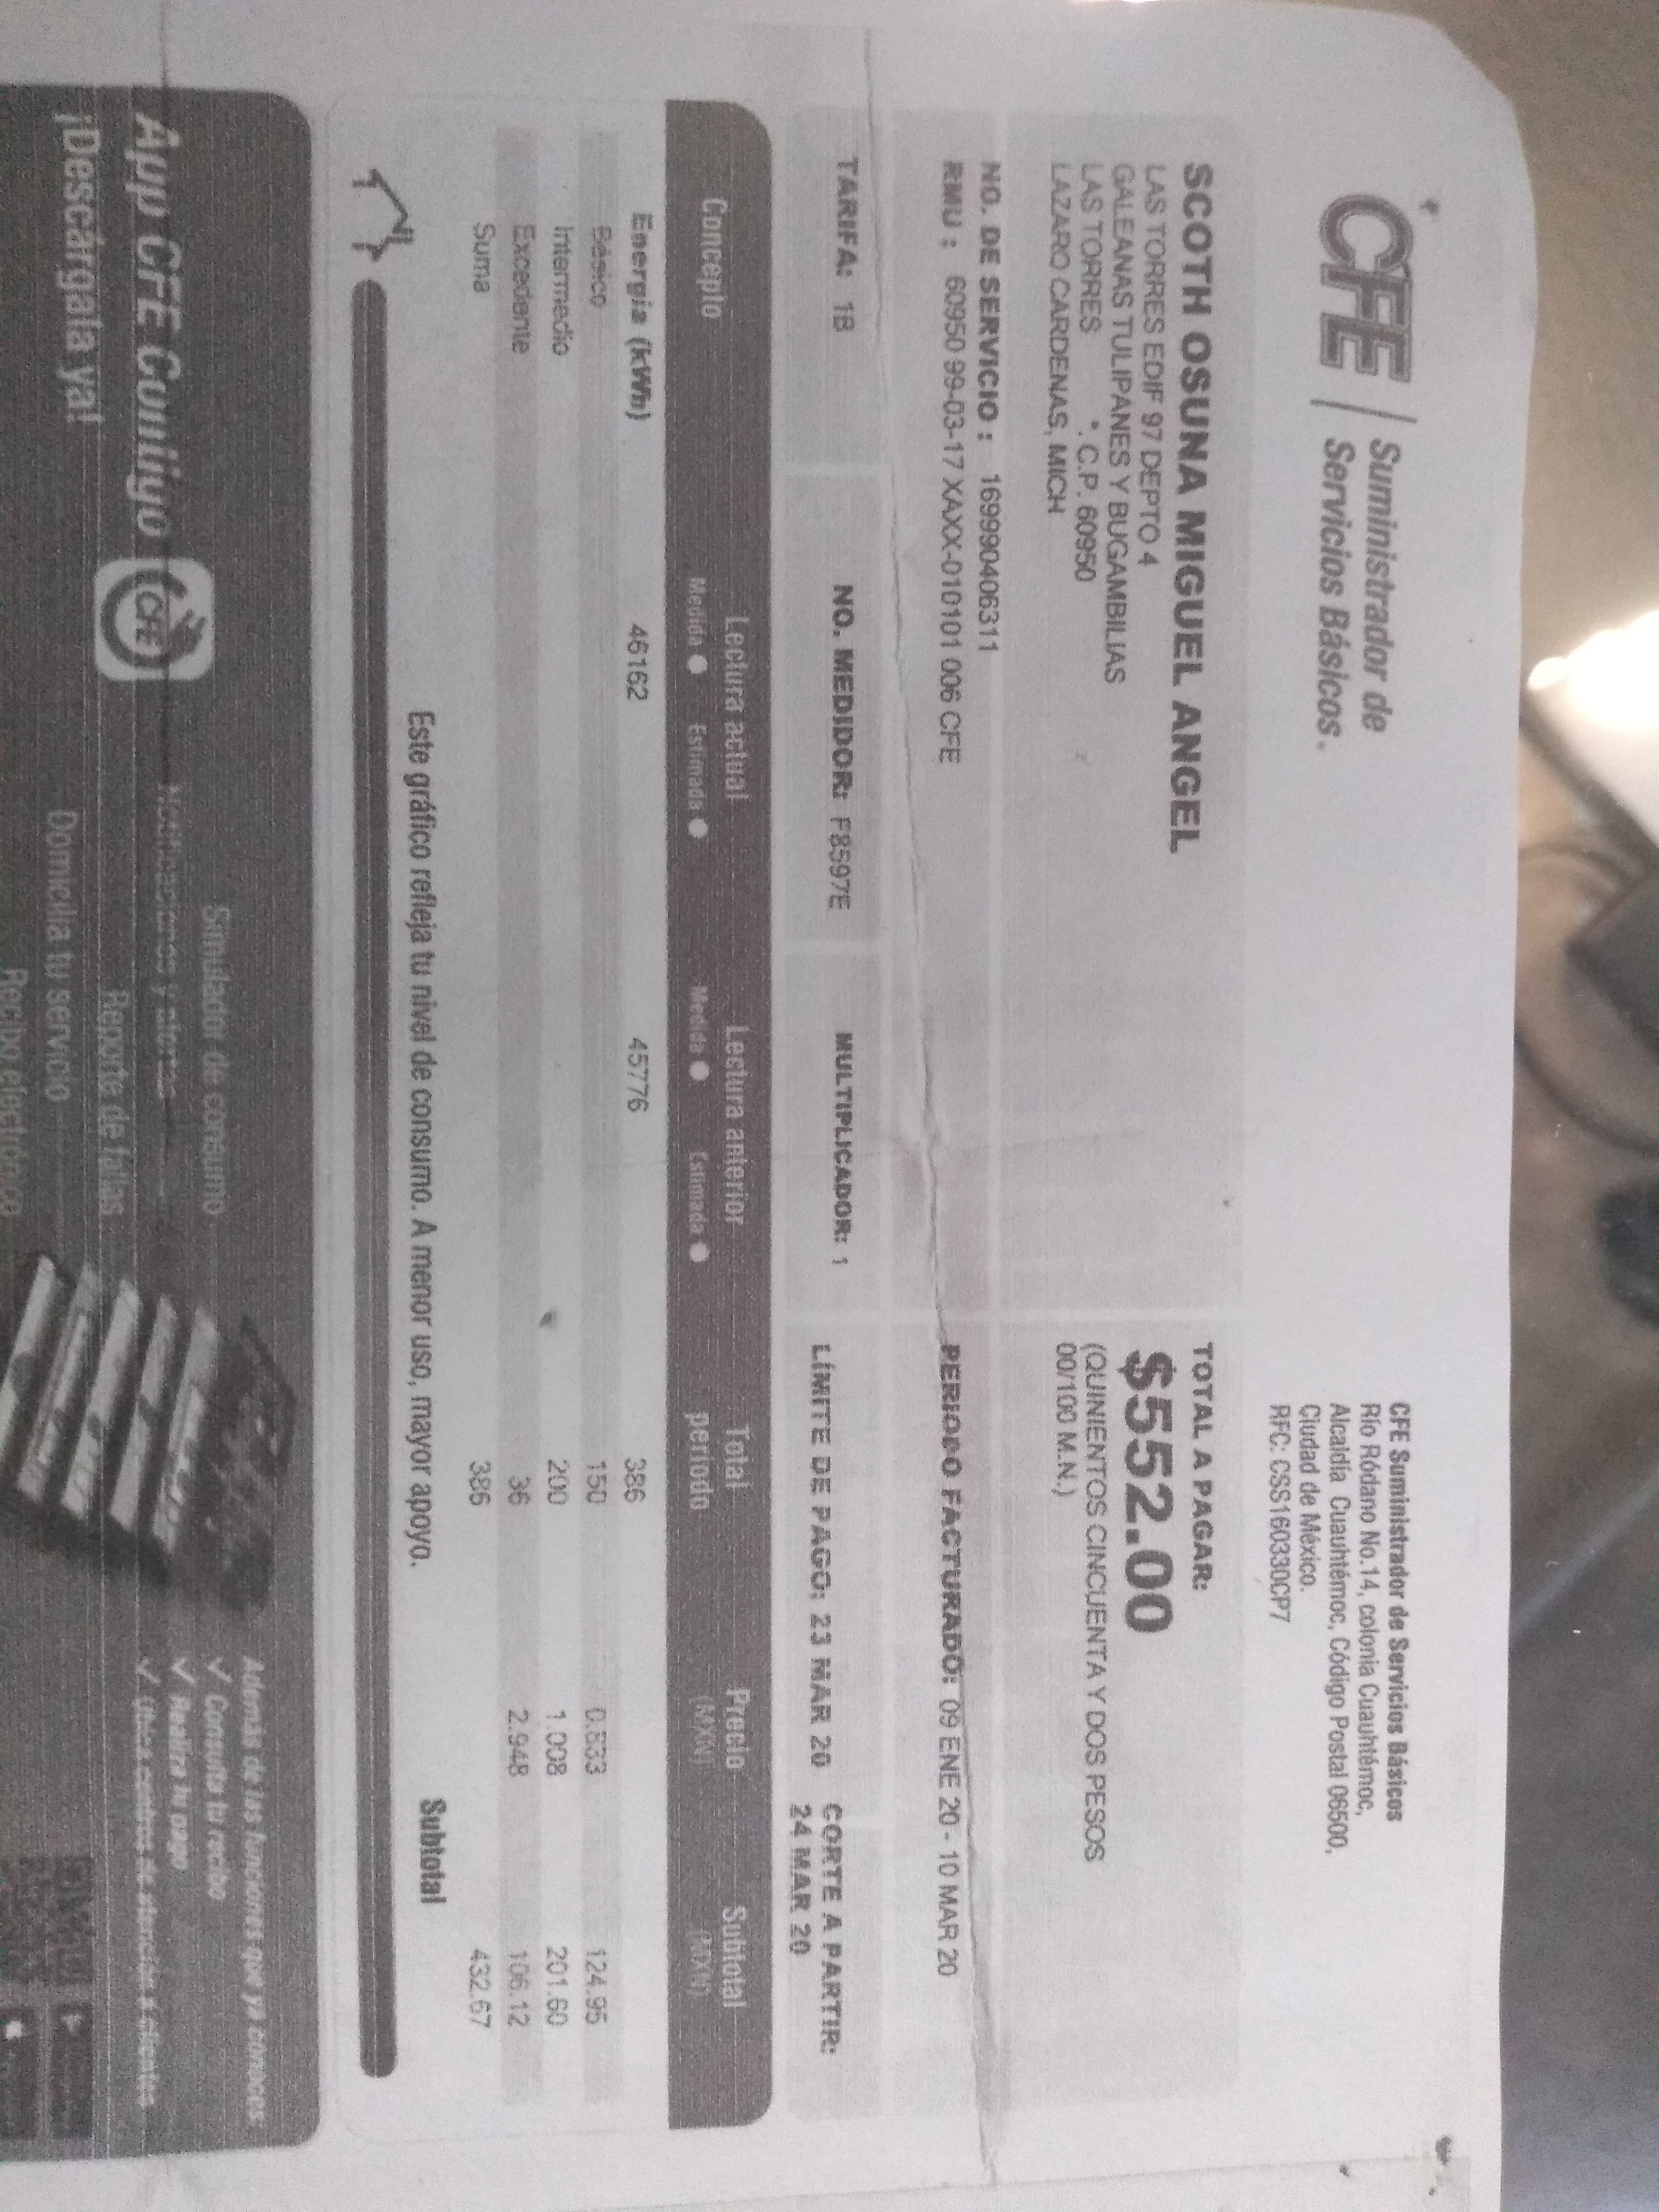 CFE
Suministrador de
Servicios Básicos.
CFE Suministrador de Servicios Básicos
Río Ródano No.14, colonia Cuauhtémoc,
Alcaldía Cuauhtémoc, Código Postal 06500,
Ciudad de México.
RFC: CSS160330CP7
SCOTH OSUNA MIGUEL ANGEL
LAS TORRES EDIF 97 DEPTO 4
GALEANAS TULIPANES Y BUGAMBILIAS
LAS TORRES *. C.P. 60950
LAZARO CARDENAS, MICH
TOTAL A PAGAR:
$552.00
(QUINIENTOS CINCUENTA Y DOS PESOS
00/100 M.N.)
NO. DE SERVICIO : 169990406311
RMU : 60950 99-03-17 XAXX-010101 006 CFE
PERIODO FACTURADO: 09 ENE 20 - 10 MAR 20
TARIFA: 1B NO. MEDIDOR: F8597E MULTIPLICADOR: 1
LÍMITE DE PAGO: 23 MAR 20
CORTE A PARTIR:
24 MAR 20
Concepto
Lectura actual
Medida Estimada
Lectura anterior
Medida Estimada
Total
periodo
Precio
(MXN)
Subtotal
(MXN)
Energía (kWh) 46162 45776 386
Básico 150 0.833 124.95
Intermedio 200 1.008 201.60
Excedente 36 2.948 106.12
Suma 386 432.67
Este gráfico refleja tu nivel de consumo. A menor uso, mayor apoyo.
Subtotal
App CFE Contigo
CFE
¡Descárgala ya!
Simulador de consumo
Notificaciones y alertas
Reporte de fallas
Domicilia tu servicio
Recibo electrónico
Además de las funciones que ya conoces:
Consulta tu recibo
Realiza tu pago
Ubica centros de atención a clientes